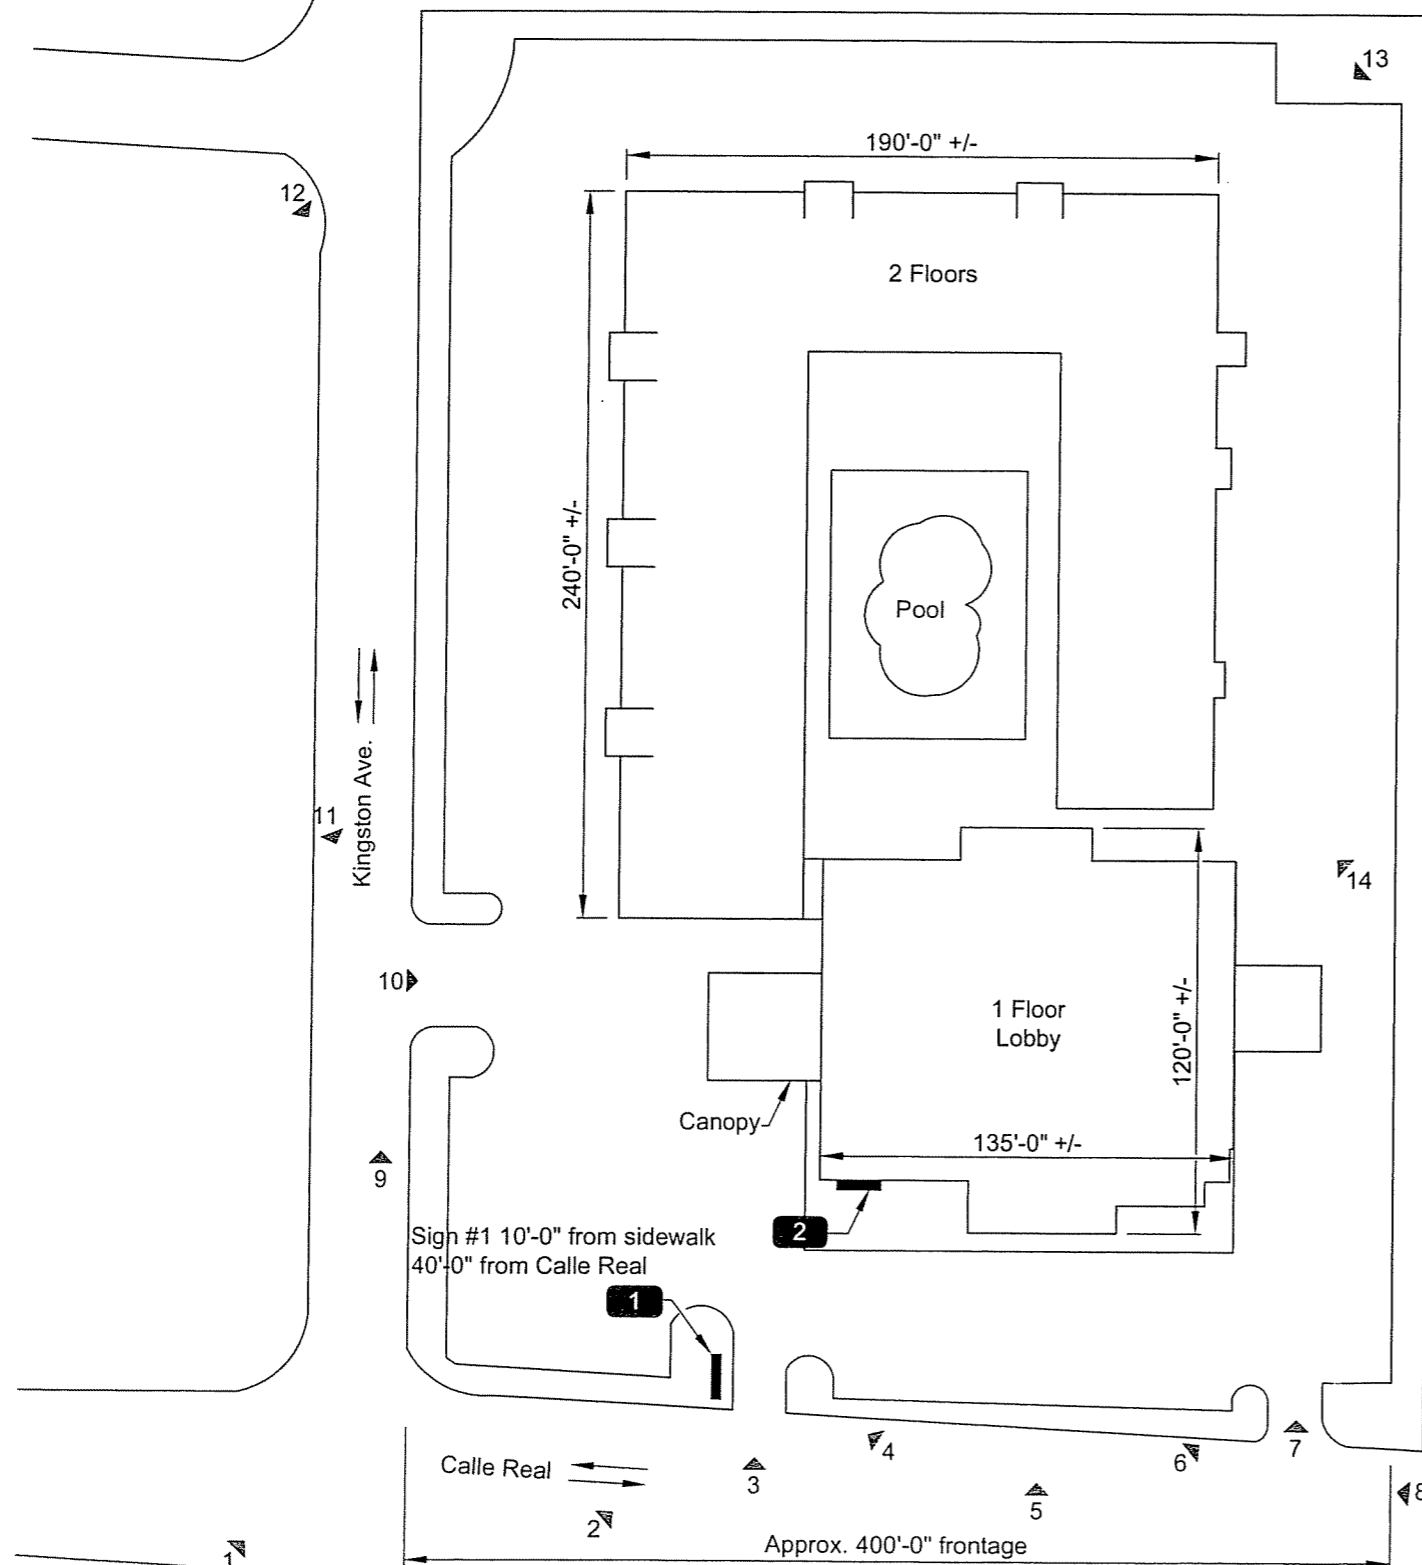 13
190'-0" +/-
12
2 Floors
240'-0" +/-
Pool
Kingston Ave.
11
14
10
1 Floor
Lobby
120'-0" +/-
Canopy
135'-0" +/-
9
2
Sign #1 10'-0" from sidewalk
40'-0" from Calle Real
1
4
7
6
Calle Real
3
5
8
2
Approx. 400'-0" frontage
1